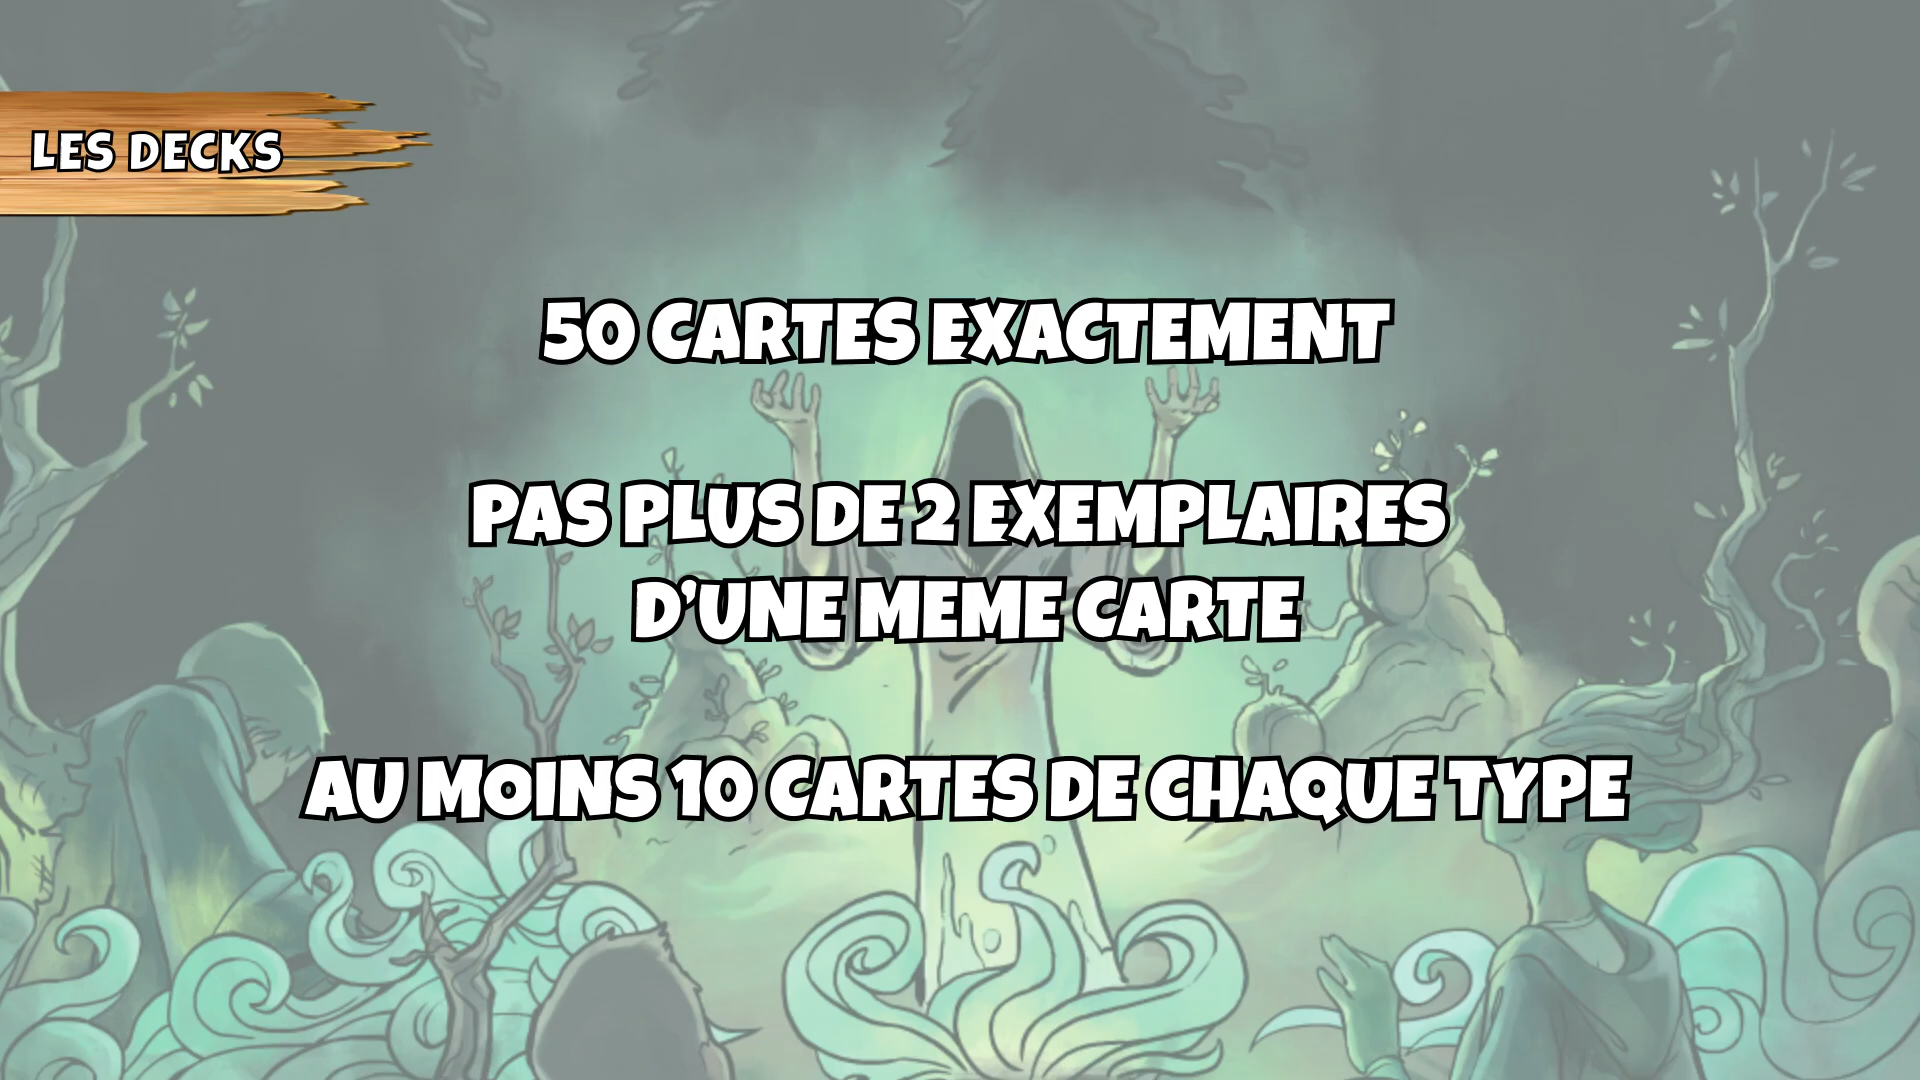 LES DECKS
50 CARTES EXACTEMENT
PAS PLUS DE 2 EXEMPLAIRES
D'UNE MEME CARTE
AU MOINS 10 CARTES DE CHAQUE TYPE